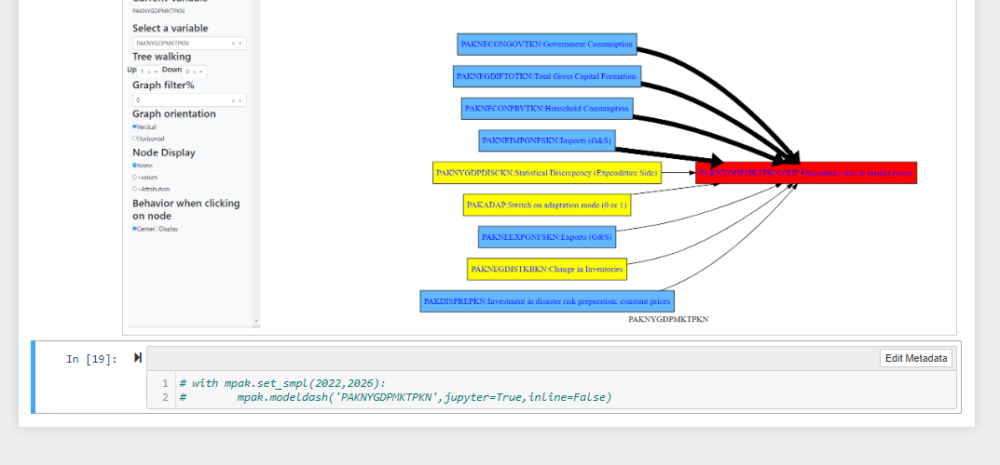 Current Variable
PAKNYGDPMKTPKN
Select a variable
PAKNYGDPMKTPKN
Tree walking
Up 1 Down 0
Graph filter%
0
Graph orientation
Vertical
Horisontal
Node Display
Name
+Values
+Attribution
Behavior when clicking
on node
Center Display
PAKNECONGOVTKN:Government Consumption
PAKNEGDIFTOTKN:Total Gross Capital Formation
PAKNECONPRVTKN:Household Consumption
PAKNEIMPGNFSKN:Imports (G&S)
PAKNYGDPDISCKN:Statistical Discrepency (Expenditure Side)
PAKNYGDPMKTPKN:GDP Expenditure side at market prices
PAKADAP:Switch on adaptation mode (0 or 1)
PAKNEEXPGNFSKN:Exports (G&S)
PAKNEGDISTKBKN:Change in Inventories
PAKDISPREPKN:Investment in disaster risk preparation, constant prices
PAKNYGDPMKTPKN
In [19]:
Edit Metadata
1 # with mpak.set_smpl(2022,2026):
2 #        mpak.modeldash('PAKNYGDPMKTPKN',jupyter=True,inline=False)